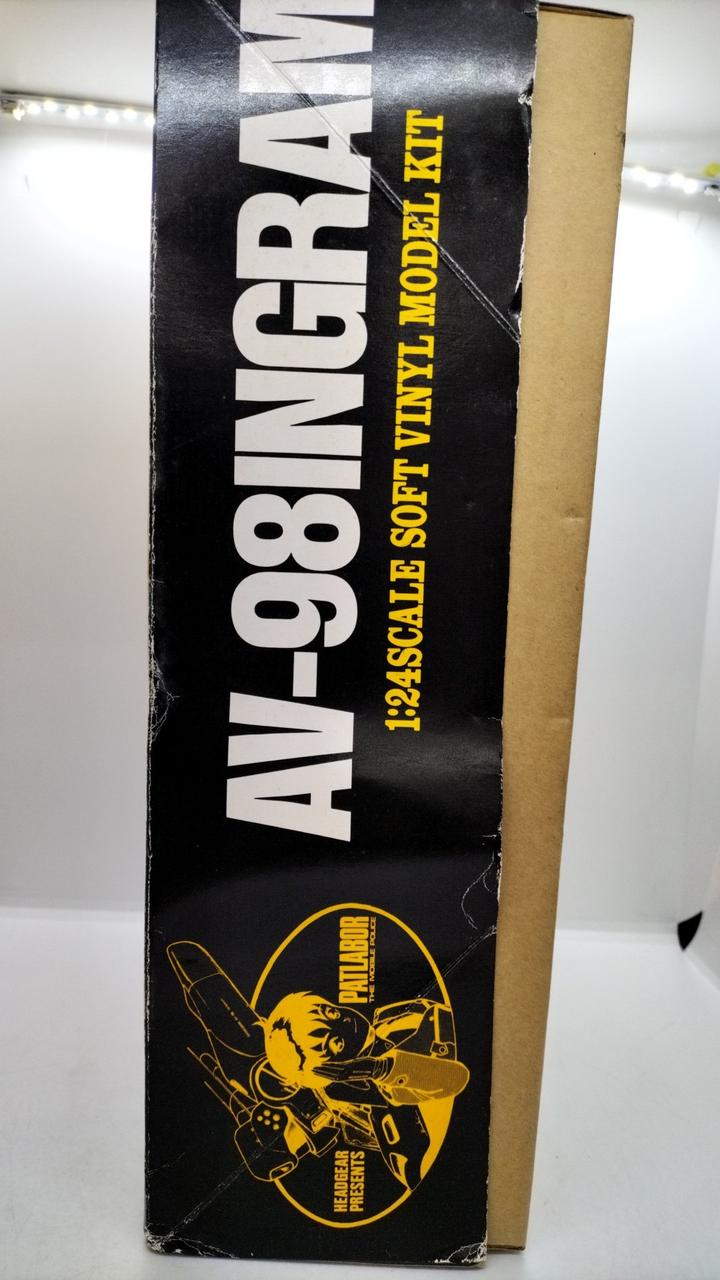 AV-98INGRAM
1:24SCALE SOFT VINYL MODEL KIT
PATLABOR
THE MOBILE POLICE
HEADGEAR
PRESENTS